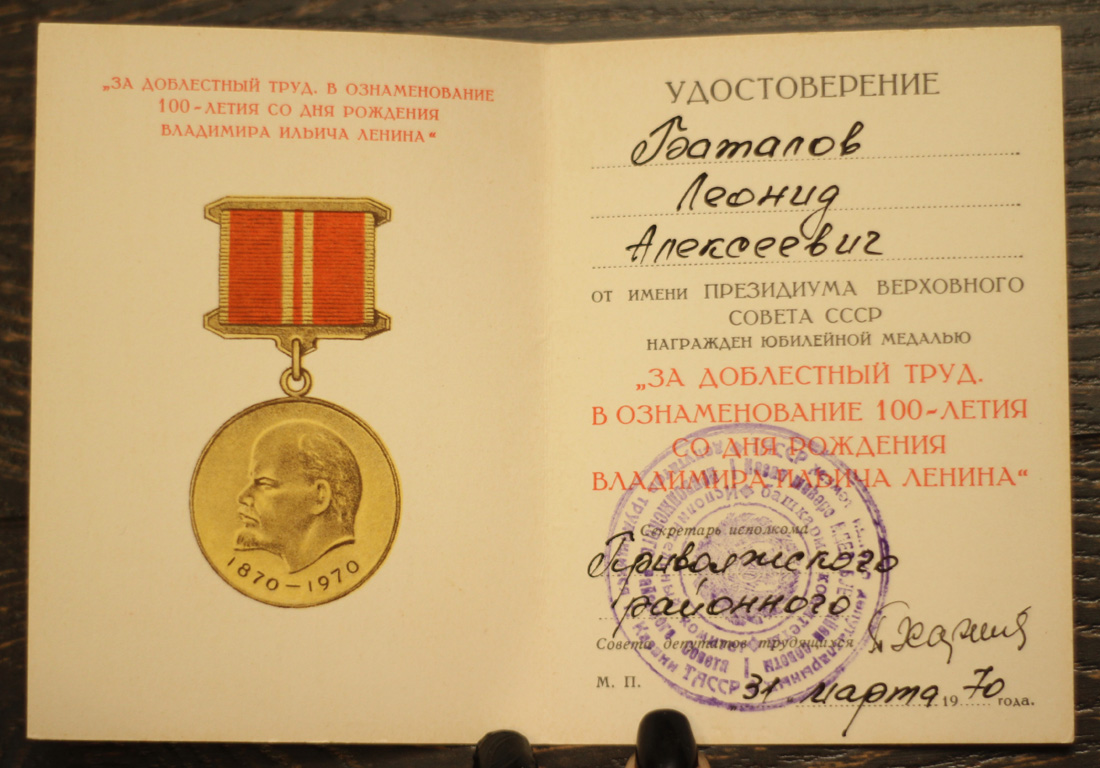 „ЗА ДОБЛЕСТНЫЙ ТРУД. В ОЗНАМЕНОВАНИЕ
100-ЛЕТИЯ СО ДНЯ РОЖДЕНИЯ
ВЛАДИМИРА ИЛЬИЧА ЛЕНИНА“
1870–1970
УДОСТОВЕРЕНИЕ
Баталов
Леонид
Алексеевич
ОТ ИМЕНИ ПРЕЗИДИУМА ВЕРХОВНОГО
СОВЕТА СССР
НАГРАЖДЕН ЮБИЛЕЙНОЙ МЕДАЛЬЮ
„ЗА ДОБЛЕСТНЫЙ ТРУД.
В ОЗНАМЕНОВАНИЕ 100-ЛЕТИЯ
СО ДНЯ РОЖДЕНИЯ
ВЛАДИМИРА ИЛЬИЧА ЛЕНИНА“
Секретарь исполкома
Приволжского
районного
Совета депутатов трудящихся
М. П. 31 марта 1970 года.